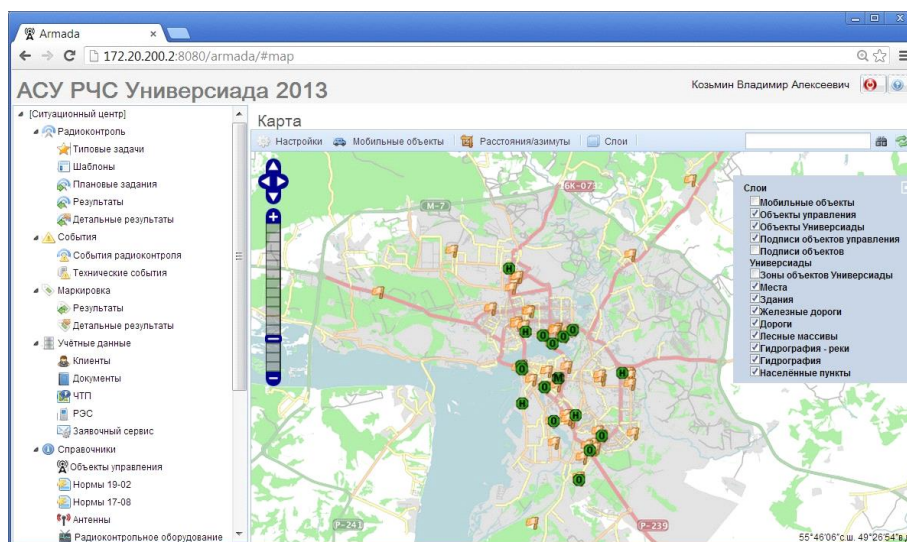 Armada
172.20.200.2:8080/armada/#map
АСУ РЧС Универсиада 2013
Козьмин Владимир Алексеевич
[Ситуационный центр]
Радиоконтроль
Типовые задачи
Шаблоны
Плановые задания
Результаты
Детальные результаты
События
События радиоконтроля
Технические события
Маркировка
Результаты
Детальные результаты
Учётные данные
Клиенты
Документы
ЧТП
РЭС
Заявочный сервис
Справочники
Объекты управления
Нормы 19-02
Нормы 17-08
Антенны
Радиоконтрольное оборудование
Карта
Настройки Мобильные объекты Расстояния/азимуты Слои
6К-0732
М-7
Н
Н
О
О
О
О
О
М
О
Н
Н
О
Н
О
О
О
Р-241
Р-239
Слои
Мобильные объекты
Объекты управления
Объекты Универсиады
Подписи объектов управления
Подписи объектов
Универсиады
Зоны объектов Универсиады
Места
Здания
Железные дороги
Дороги
Лесные массивы
Гидрография - реки
Гидрография
Населённые пункты
55°46'06"с.ш. 49°26'54"в.д